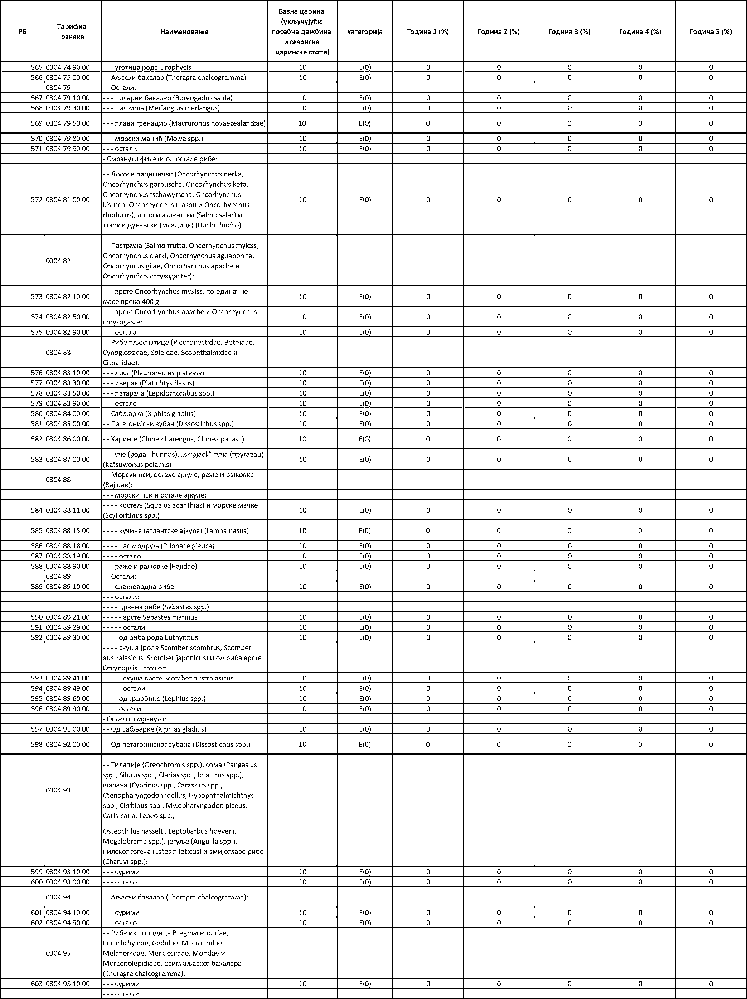 РБ Тарифна ознака Наименовање Базна царина (укључујући посебне дажбине и сезонске царинске стопе) категорија Година 1 (%) Година 2 (%) Година 3 (%) Година 4 (%) Година 5 (%)
565 0304 74 90 00 - - - уготица рода Urophycis 10 E(0) 0 0 0 0 0
566 0304 75 00 00 - - Аљаски бакалар (Theragra chalcogramma) 10 E(0) 0 0 0 0 0
0304 79 - - Остали:
567 0304 79 10 00 - - - поларни бакалар (Boreogadus saida) 10 E(0) 0 0 0 0 0
568 0304 79 30 00 - - - пишмољ (Merlangius merlangus) 10 E(0) 0 0 0 0 0
569 0304 79 50 00 - - - плави гренадир (Macruronus novaezealandiae) 10 E(0) 0 0 0 0 0
570 0304 79 80 00 - - - морски манић (Molva spp.) 10 E(0) 0 0 0 0 0
571 0304 79 90 00 - - - остали 10 E(0) 0 0 0 0 0
- Смрзнути филети од остале рибе:
- - Лососи пацифички (Oncorhynchus nerka,
Oncorhynchus gorbuscha, Oncorhynchus keta,
Oncorhynchus tschawytscha, Oncorhynchus
572 0304 81 00 00 kisutch, Oncorhynchus masou и Oncorhynchus 10 E(0) 0 0 0 0 0
rhodurus), лососи атлантски (Salmo salar) и
лососи дунавски (младица) (Hucho hucho)
0304 82 - - Пастрмка (Salmo trutta, Oncorhynchus mykiss,
Oncorhynchus clarki, Oncorhynchus aguabonita,
Oncorhyncus gilae, Oncorhynchus apache и
Oncorhynchus chrysogaster):
573 0304 82 10 00 - - - врсте Oncorhynchus mykiss, појединачне
масе преко 400 g 10 E(0) 0 0 0 0 0
574 0304 82 50 00 - - - врсте Oncorhynchus apache и Oncorhynchus
chrysogaster 10 E(0) 0 0 0 0 0
575 0304 82 90 00 - - - остала 10 E(0) 0 0 0 0 0
0304 83 - - Рибе пљоснатице (Pleuronectidae, Bothidae,
Cynoglossidae, Soleidae, Scophthalmidae и
Citharidae):
576 0304 83 10 00 - - - лист (Pleuronectes platessa) 10 E(0) 0 0 0 0 0
577 0304 83 30 00 - - - иверак (Platichtys flesus) 10 E(0) 0 0 0 0 0
578 0304 83 50 00 - - - патарача (Lepidorhombus spp.) 10 E(0) 0 0 0 0 0
579 0304 83 90 00 - - - остале 10 E(0) 0 0 0 0 0
580 0304 84 00 00 - - Сабљарка (Xiphias gladius) 10 E(0) 0 0 0 0 0
581 0304 85 00 00 - - Патагонијски зубан (Dissostichus spp.) 10 E(0) 0 0 0 0 0
582 0304 86 00 00 - - Харинге (Clupea harengus, Clupea pallasii) 10 E(0) 0 0 0 0 0
583 0304 87 00 00 - - Туне (рода Thunnus), „skipjack” туна (пругавац)
(Katsuwonus pelamis) 10 E(0) 0 0 0 0 0
0304 88 - - Морски пси, остале ајкуле, раже и ражовке
(Rajidae):
- - - морски пси и остале ајкуле:
584 0304 88 11 00 - - - - костељ (Squalus acanthias) и морске мачке
(Scyliorhinus spp.) 10 E(0) 0 0 0 0 0
585 0304 88 15 00 - - - - кучине (атлантске ајкуле) (Lamna nasus) 10 E(0) 0 0 0 0 0
586 0304 88 18 00 - - - - пас модруљ (Prionace glauca) 10 E(0) 0 0 0 0 0
587 0304 88 19 00 - - - - остало 10 E(0) 0 0 0 0 0
588 0304 88 90 00 - - - раже и ражовке (Rajidae) 10 E(0) 0 0 0 0 0
0304 89 - - Остали:
589 0304 89 10 00 - - - слатководна риба 10 E(0) 0 0 0 0 0
- - - остали:
- - - - црвена рибе (Sebastes spp.):
590 0304 89 21 00 - - - - - врсте Sebastes marinus 10 E(0) 0 0 0 0 0
591 0304 89 29 00 - - - - - остали 10 E(0) 0 0 0 0 0
592 0304 89 30 00 - - - - од риба рода Euthynnus 10 E(0) 0 0 0 0 0
- - - - скуша (рода Scomber scombrus, Scomber
australasicus, Scomber japonicus) и од риба врсте
Orcynopsis unicolor:
593 0304 89 41 00 - - - - - скуша врсте Scomber australasicus 10 E(0) 0 0 0 0 0
594 0304 89 49 00 - - - - - остали 10 E(0) 0 0 0 0 0
595 0304 89 60 00 - - - - од грдобине (Lophius spp.) 10 E(0) 0 0 0 0 0
596 0304 89 90 00 - - - - остали 10 E(0) 0 0 0 0 0
- Остало, смрзнуто:
597 0304 91 00 00 - - Од сабљарке (Xiphias gladius) 10 E(0) 0 0 0 0 0
598 0304 92 00 00 - - Од патагонијског зубана (Dissostichus spp.) 10 E(0) 0 0 0 0 0
- - Тилапије (Oreochromis spp.), сома (Pangasius
spp., Silurus spp., Clarias spp., Ictalurus spp.),
шарана (Cyprinus spp., Carassius spp.,
0304 93 Ctenopharyngodon idellus, Hypophthalmichthys
spp., Cirrhinus spp., Mylopharyngodon piceus,
Catla catla, Labeo spp.,
Osteochilus hasselti, Leptobarbus hoeveni,
Megalobrama spp.), јегуље (Anguilla spp.),
нилског гргеча (Lates niloticus) и змијоглаве рибе
(Channa spp.):
599 0304 93 10 00 - - - сурими 10 E(0) 0 0 0 0 0
600 0304 93 90 00 - - - остало 10 E(0) 0 0 0 0 0
0304 94 - - Аљаски бакалар (Theragra chalcogramma):
601 0304 94 10 00 - - - сурими 10 E(0) 0 0 0 0 0
602 0304 94 90 00 - - - остало 10 E(0) 0 0 0 0 0
- - Риба из породице Bregmacerotidae,
Euclichthyidae, Gadidae, Macrouridae,
0304 95 Melanonidae, Merlucciidae, Moridae и
Muraenolepididae, осим аљаског бакалара
(Theragra chalcogramma):
603 0304 95 10 00 - - - сурими 10 E(0) 0 0 0 0 0
- - - остало: